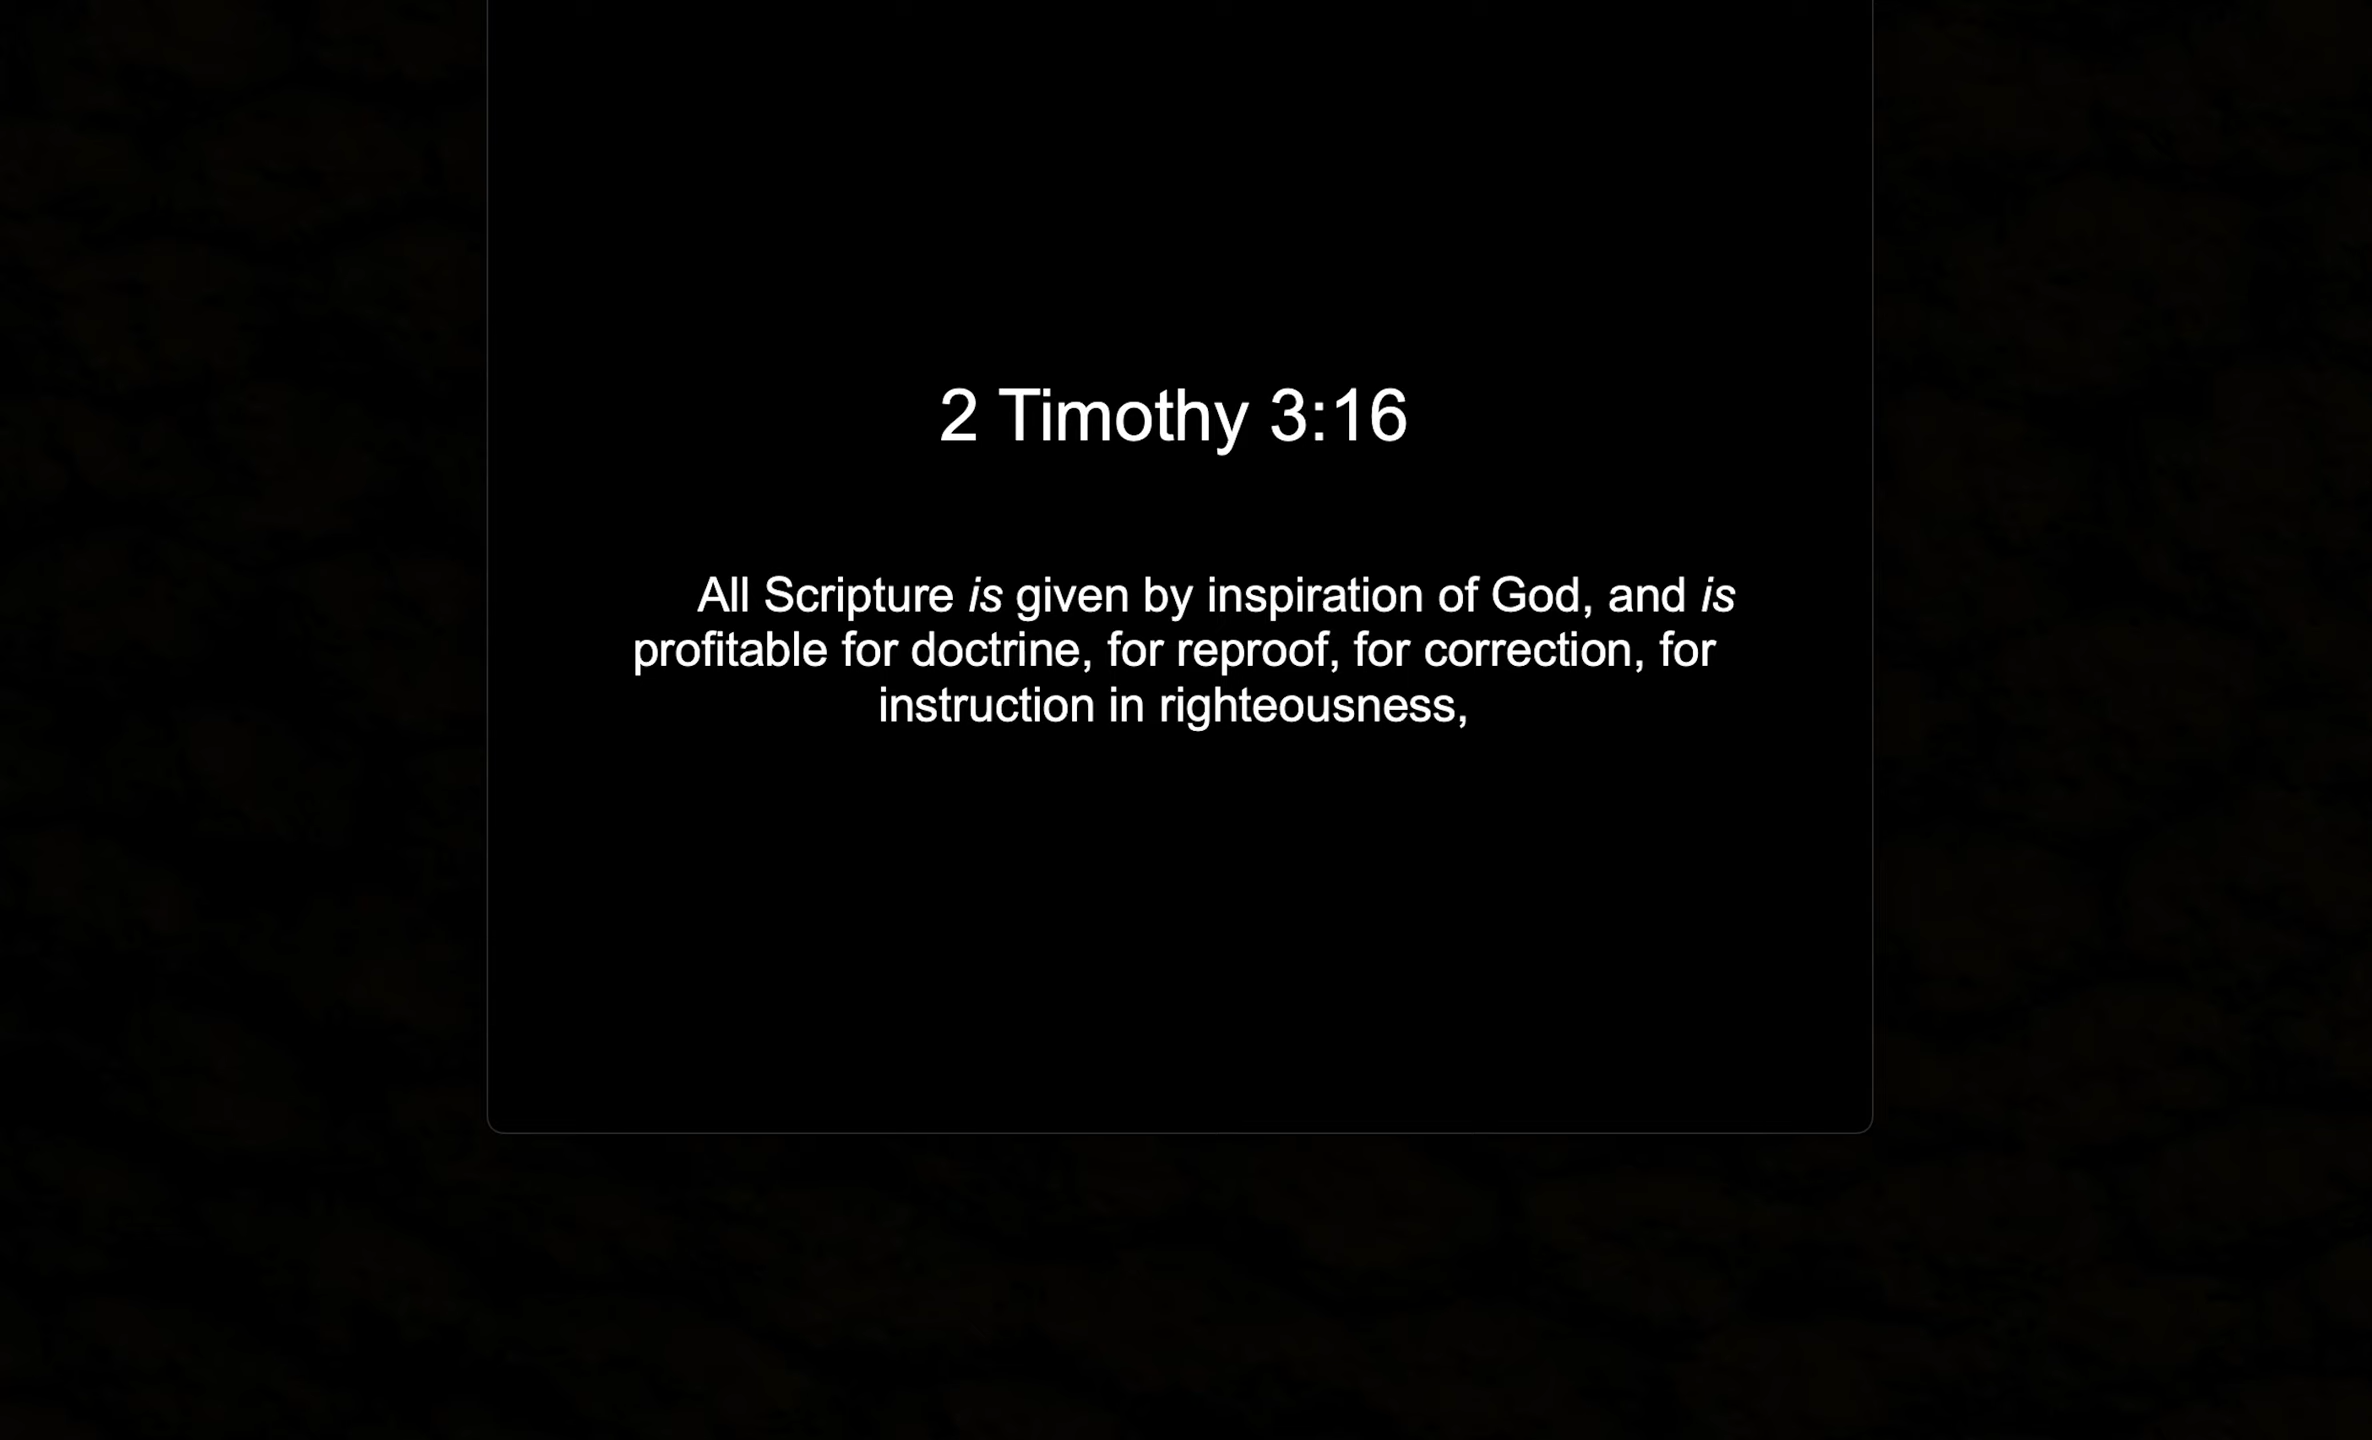 2 Timothy 3:16
All Scripture is given by inspiration of God, and is
profitable for doctrine, for reproof, for correction, for
instruction in righteousness,